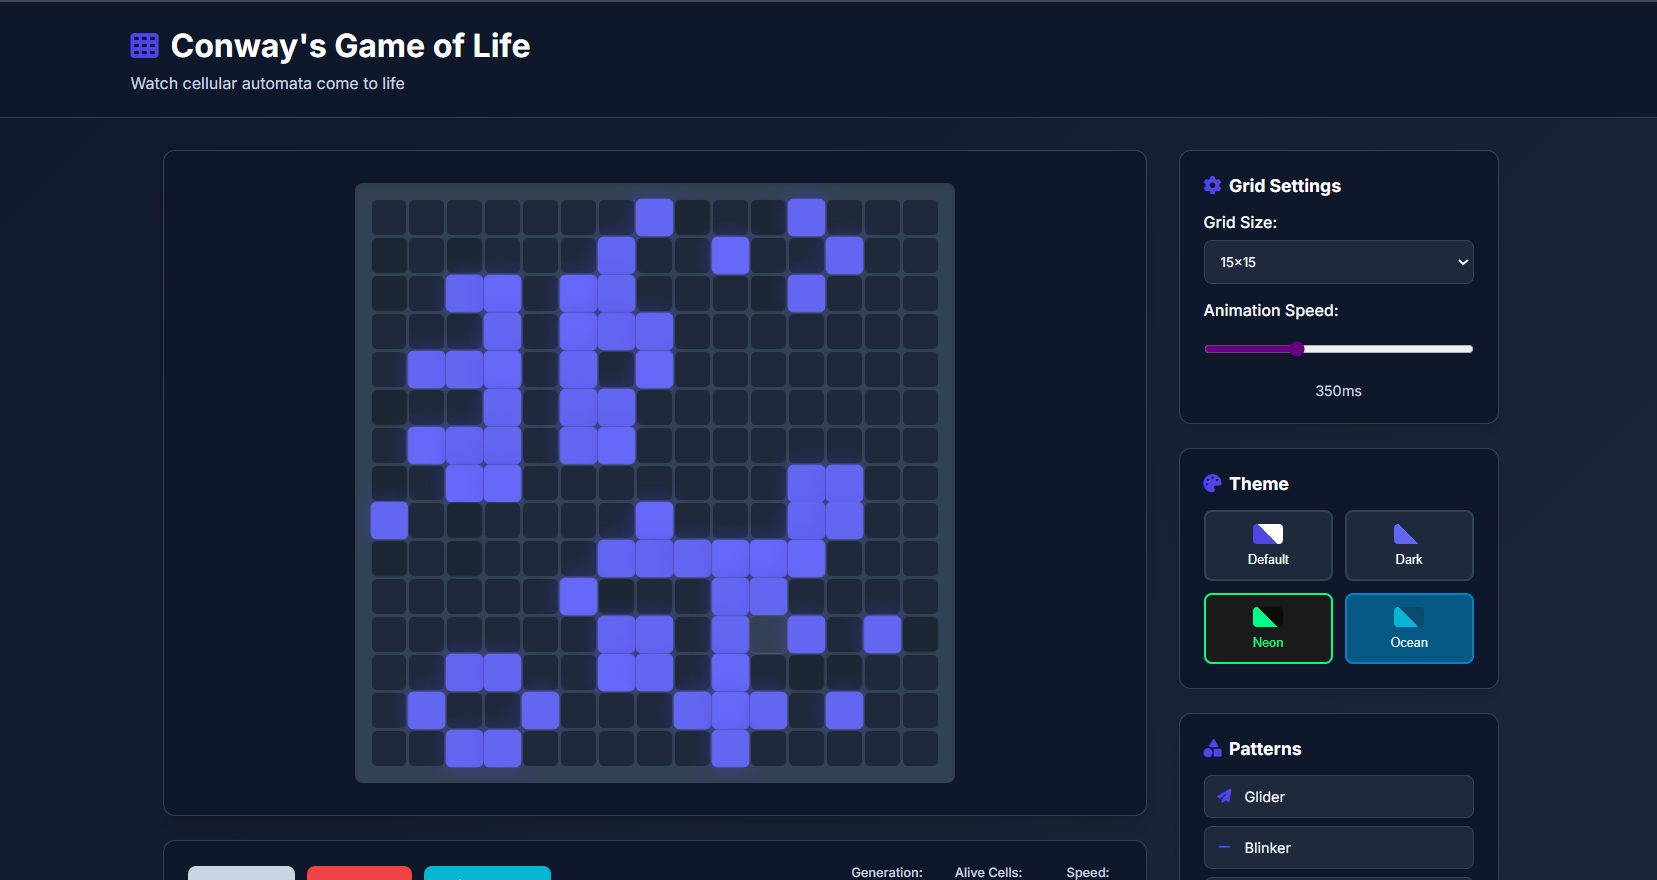 Conway's Game of Life
Watch cellular automata come to life
Grid Settings
Grid Size:
15×15
Animation Speed:
350ms
Theme
Default
Dark
Neon
Ocean
Patterns
Glider
Blinker
Generation:
Alive Cells:
Speed: